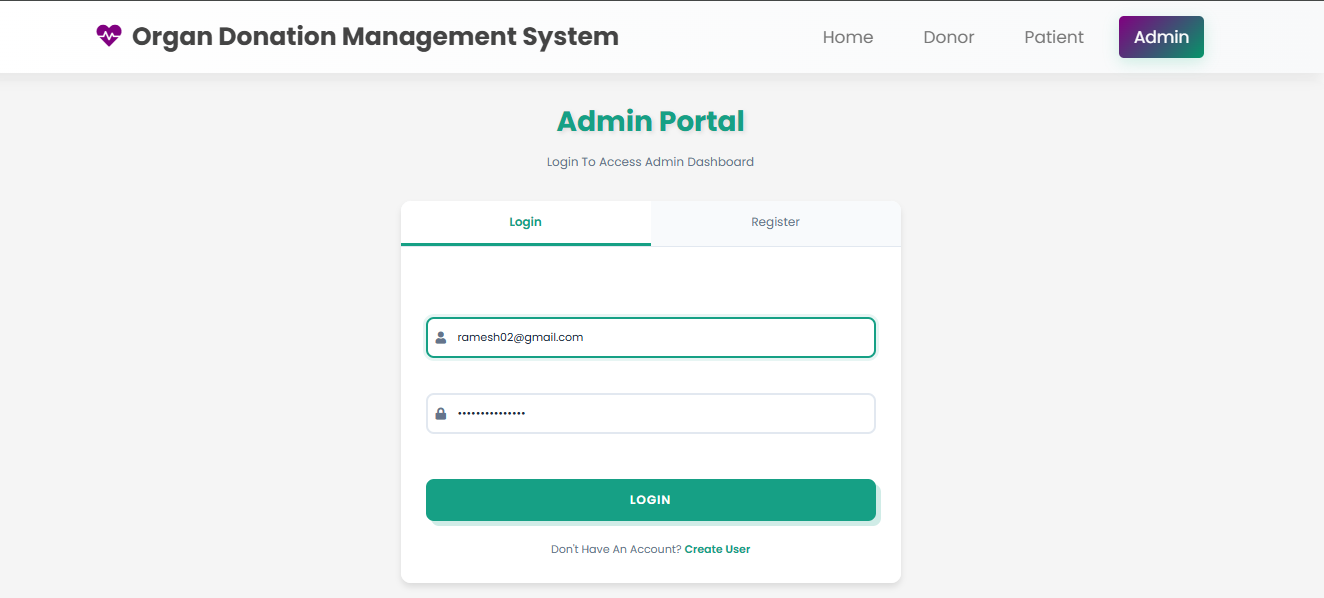 Organ Donation Management System
Home Donor Patient Admin
Admin Portal
Login To Access Admin Dashboard
Login Register
ramesh02@gmail.com
•••••••••••••••
LOGIN
Don't Have An Account? Create User